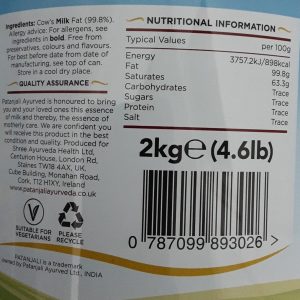 Ingredients: Cow's Milk Fat (99.8%).
Allergy advice: For allergens, see
ingredients in bold. Free from
preservatives, colours and flavours.
For best before date from date of
manufacturing, see top of can.
Store in a cool dry place.
QUALITY ASSURANCE:
Patanjali Ayurved is honoured to bring
you and your loved ones this essence
of milk and thereby, the essence of
motherly care. We are confident you
will receive this product in the best
condition and quality. Produced for
Shree Ayurveda Health Ltd,
Centurion House, London Rd,
Staines TW18 4AX, UK.
Cube Building, Monahan Road,
Cork, T12 H1XY, Ireland
www.patanjaliayurveda.co.uk
SUITABLE FOR
VEGETARIANS
PLEASE
RECYCLE
PATANJALI is a trademark
owned by Patanjali Ayurved Ltd., INDIA
NUTRITIONAL INFORMATION
Typical Values per 100g
Energy 3757.2kJ/898kcal
Fat 99.8g
Saturates 63.3g
Carbohydrates Trace
Sugars Trace
Protein Trace
Salt Trace
2kg℮ (4.6lb)
0 787099 893026 >